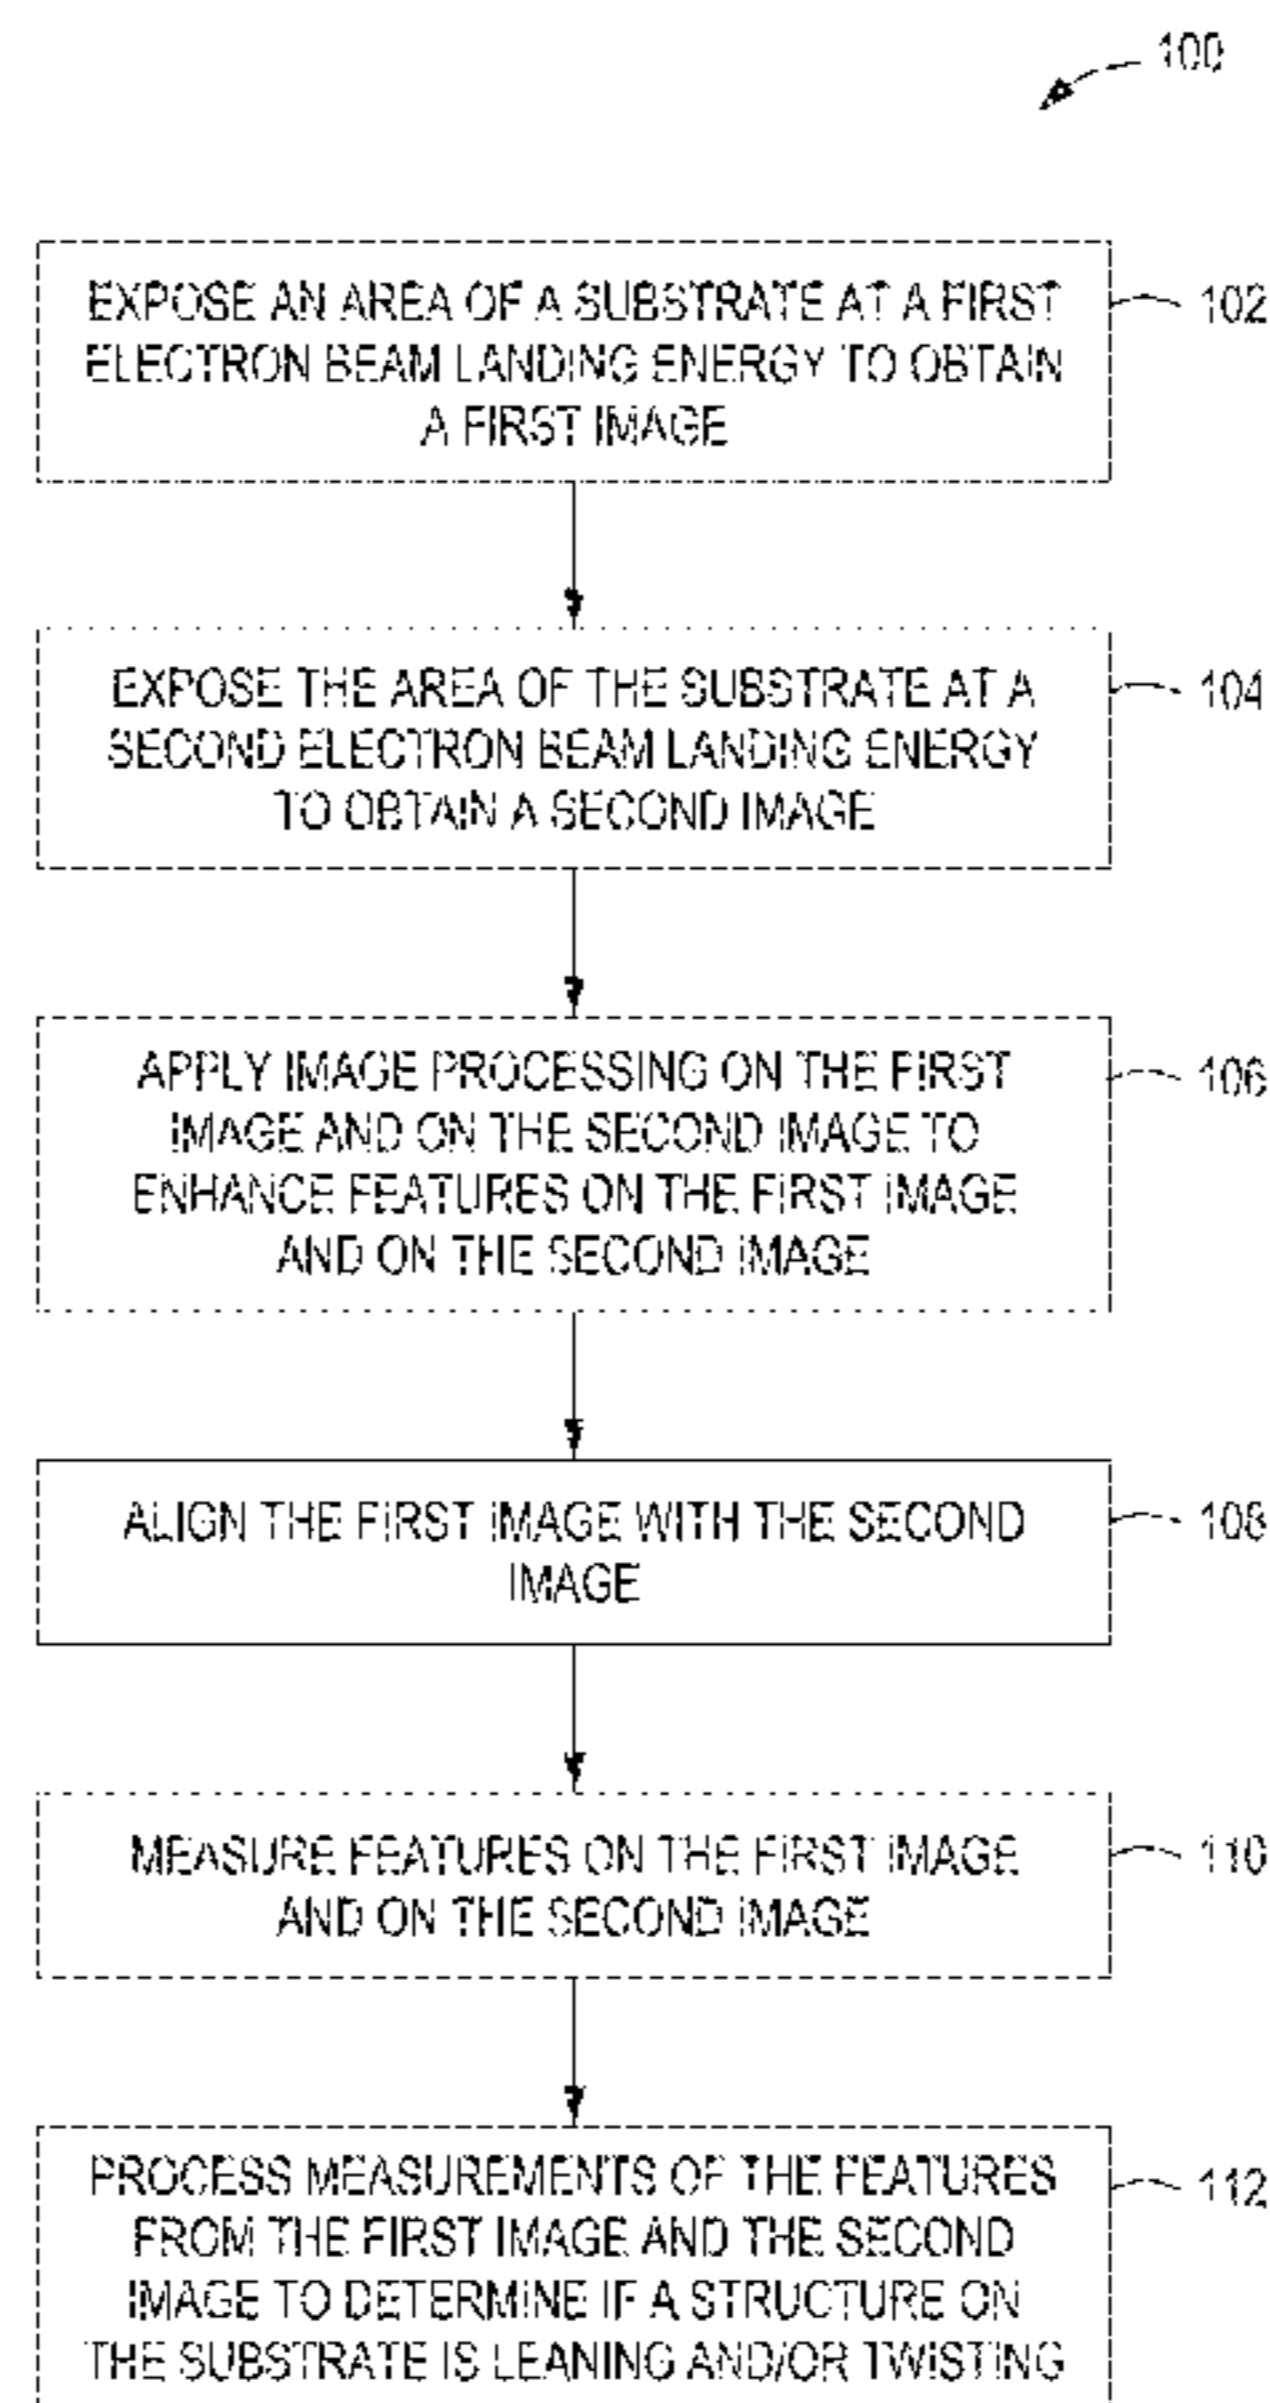 100
EXPOSE AN AREA OF A SUBSTRATE AT A FIRST
ELECTRON BEAM LANDING ENERGY TO OBTAIN
A FIRST IMAGE
102
EXPOSE THE AREA OF THE SUBSTRATE AT A
SECOND ELECTRON BEAM LANDING ENERGY
TO OBTAIN A SECOND IMAGE
104
APPLY IMAGE PROCESSING ON THE FIRST
IMAGE AND ON THE SECOND IMAGE TO
ENHANCE FEATURES ON THE FIRST IMAGE
AND ON THE SECOND IMAGE
106
ALIGN THE FIRST IMAGE WITH THE SECOND
IMAGE
108
MEASURE FEATURES ON THE FIRST IMAGE
AND ON THE SECOND IMAGE
110
PROCESS MEASUREMENTS OF THE FEATURES
FROM THE FIRST IMAGE AND THE SECOND
IMAGE TO DETERMINE IF A STRUCTURE ON
THE SUBSTRATE IS LEANING AND/OR TWISTING
112